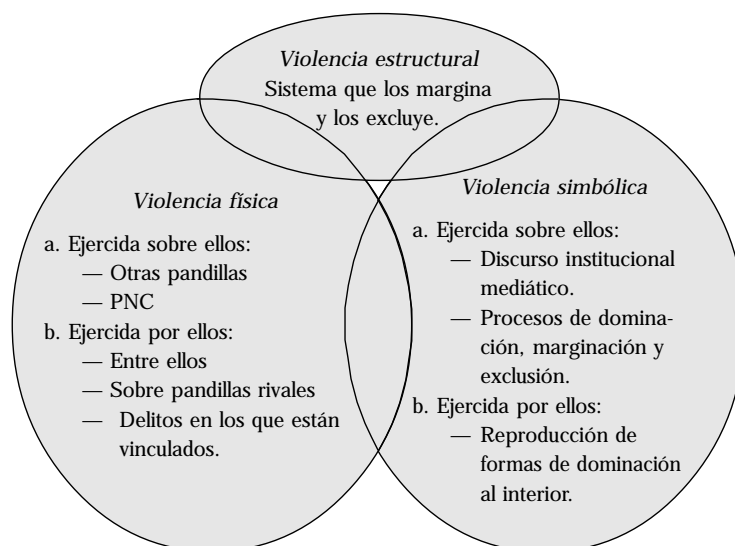 Violencia estructural
Sistema que los margina
y los excluye.
Violencia física
a. Ejercida sobre ellos:
— Otras pandillas
— PNC
b. Ejercida por ellos:
— Entre ellos
— Sobre pandillas rivales
— Delitos en los que están
vinculados.
Violencia simbólica
a. Ejercida sobre ellos:
— Discurso institucional
mediático.
— Procesos de domina-
ción, marginación y
exclusión.
b. Ejercida por ellos:
— Reproducción de
formas de dominación
al interior.